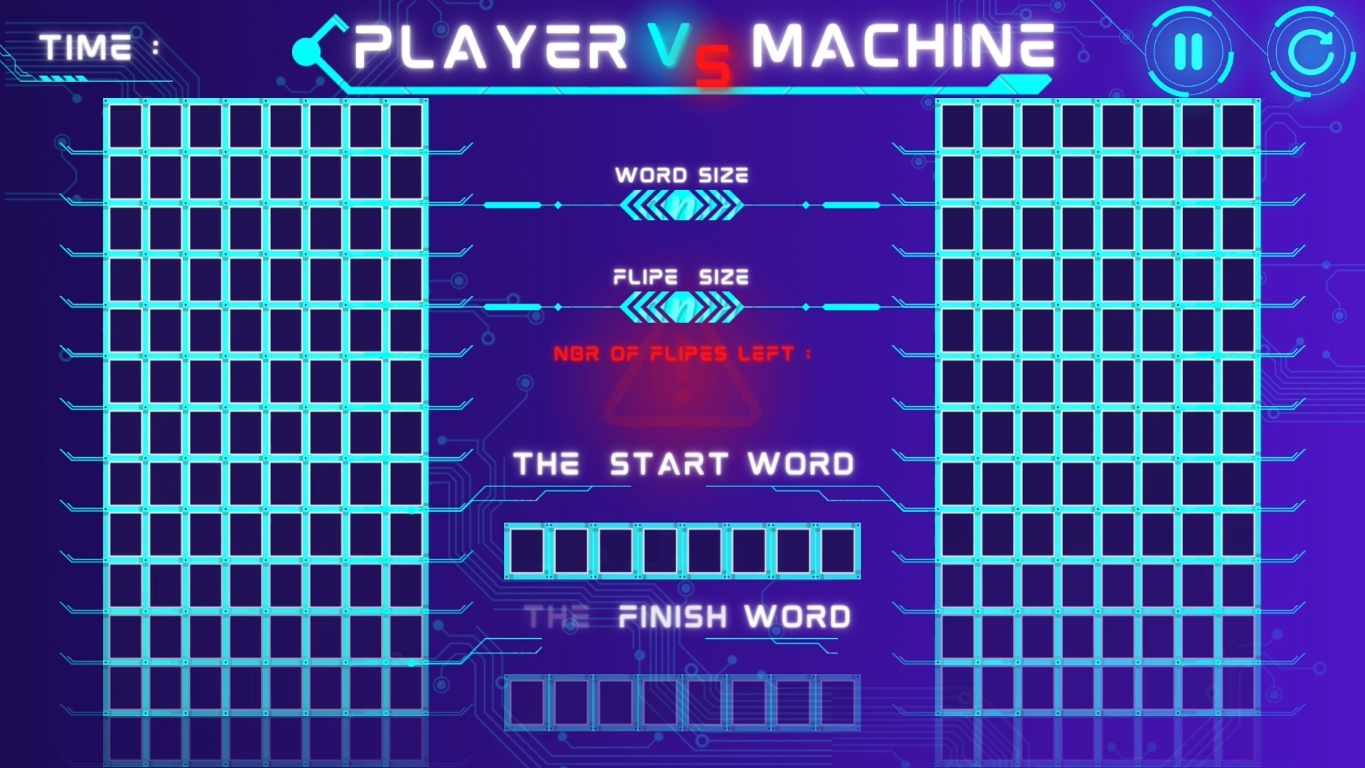 TIME :
PLAYER VS MACHINE
WORD SIZE
FLIPE SIZE
NBR OF FLIPES LEFT :
THE START WORD
THE FINISH WORD